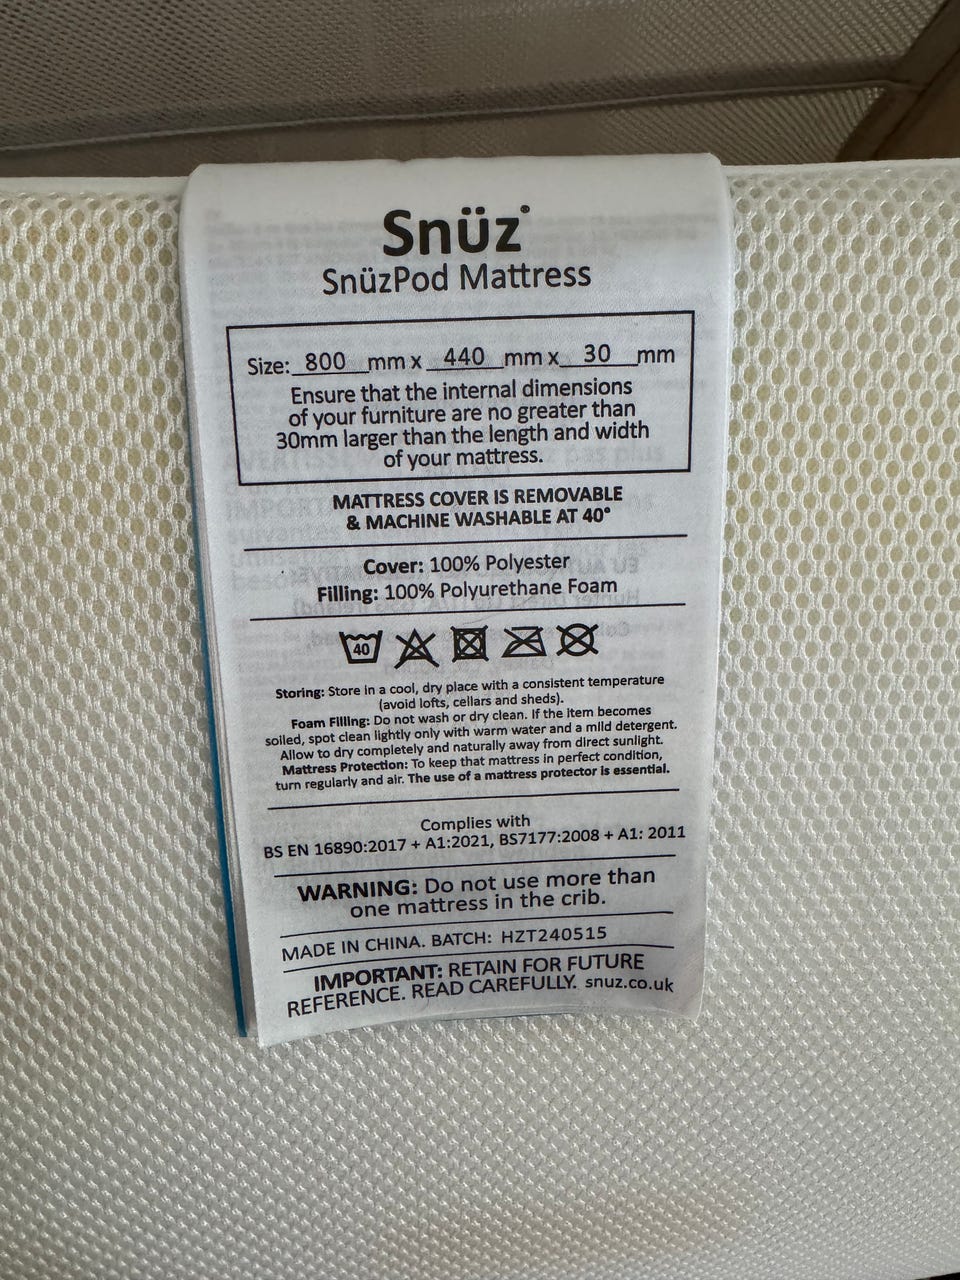 Snüz®
SnüzPod Mattress
Size: 800 mm x 440 mm x 30 mm
Ensure that the internal dimensions
of your furniture are no greater than
30mm larger than the length and width
of your mattress.
MATTRESS COVER IS REMOVABLE
& MACHINE WASHABLE AT 40°
Cover: 100% Polyester
Filling: 100% Polyurethane Foam
40
Storing: Store in a cool, dry place with a consistent temperature
(avoid lofts, cellars and sheds).
Foam Filling: Do not wash or dry clean. If the item becomes
soiled, spot clean lightly only with warm water and a mild detergent.
Allow to dry completely and naturally away from direct sunlight.
Mattress Protection: To keep that mattress in perfect condition,
turn regularly and air. The use of a mattress protector is essential.
Complies with
BS EN 16890:2017 + A1:2021, BS7177:2008 + A1: 2011
WARNING: Do not use more than
one mattress in the crib.
MADE IN CHINA. BATCH: HZT240515
IMPORTANT: RETAIN FOR FUTURE
REFERENCE. READ CAREFULLY. snuz.co.uk